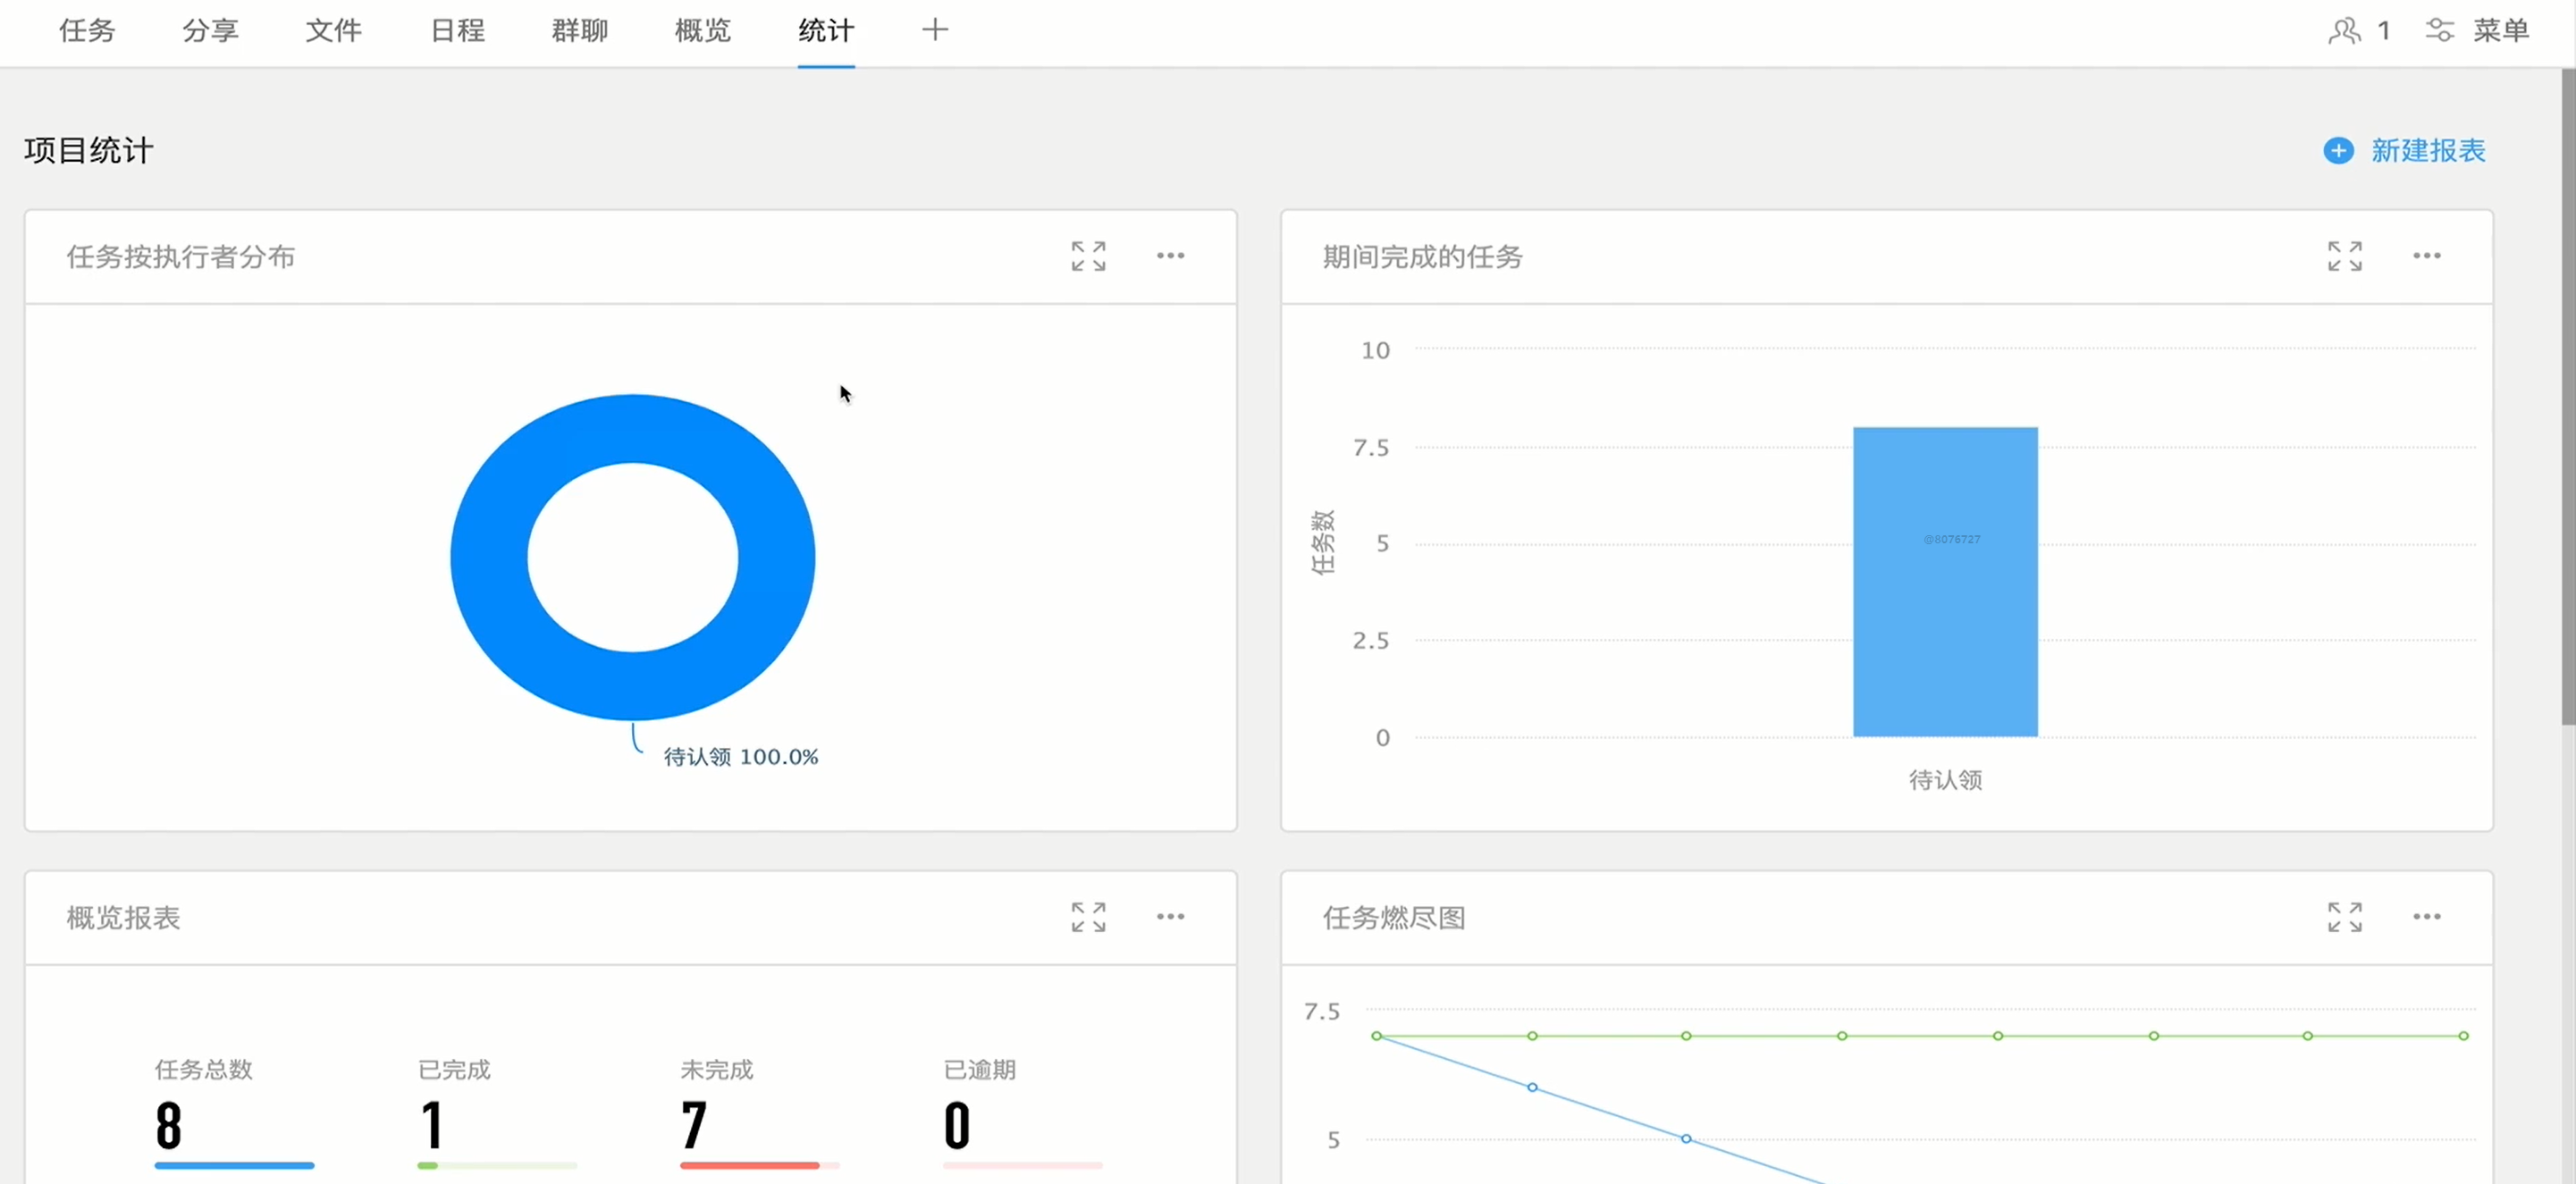 任务 分享 文件 日程 群聊 概览 统计 1 菜单
项目统计 新建报表
任务按执行者分布
待认领 100.0%
期间完成的任务
10
7.5
5
2.5
0
任务数
@8076727
待认领
概览报表
任务总数 已完成 未完成 已逾期
8 1 7 0
任务燃尽图
7.5
5